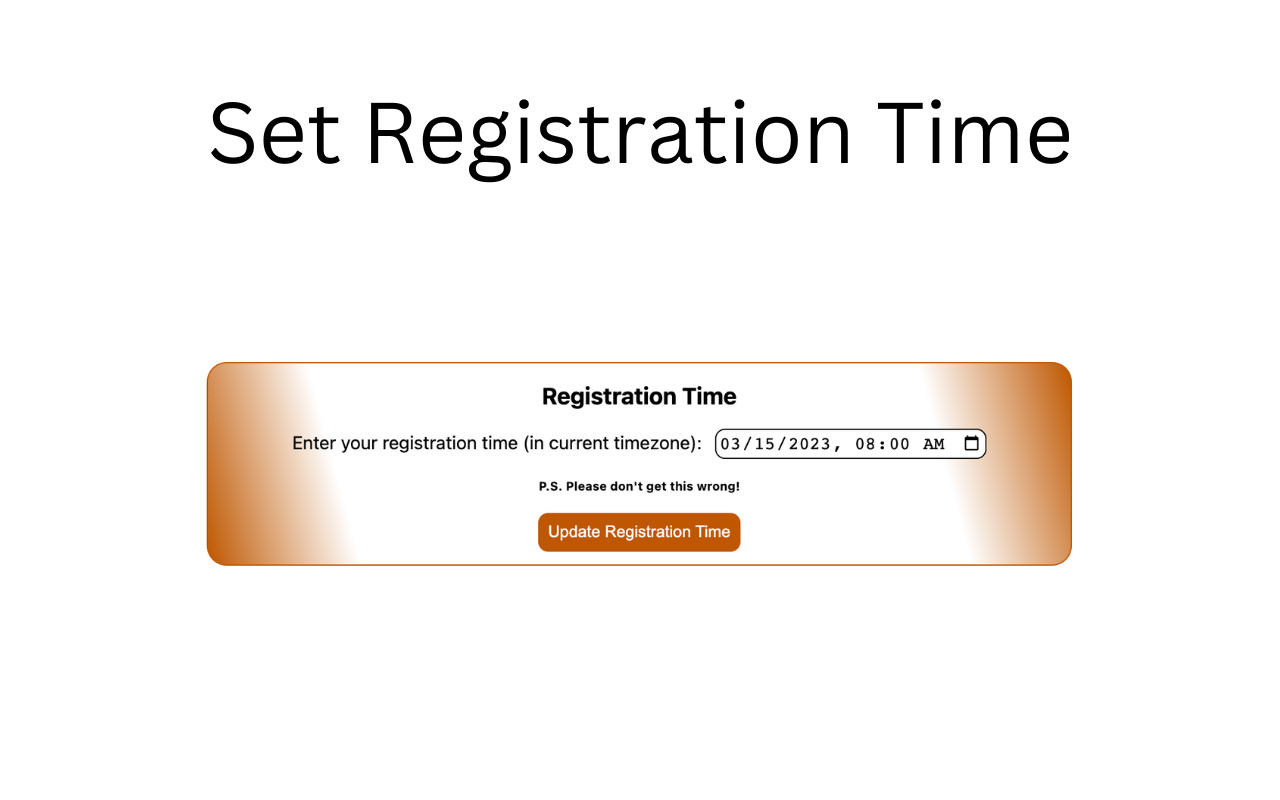 Set Registration Time
Registration Time
Enter your registration time (in current timezone): 03/15/2023, 08:00 AM
P.S. Please don't get this wrong!
Update Registration Time